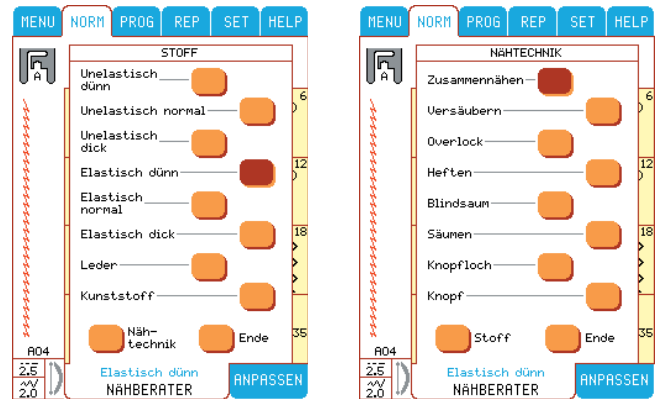 MENU NORM PROG REP SET HELP
STOFF
A
Unelastisch
dünn
6
Unelastisch normal
Unelastisch
dick
Elastisch dünn
12
Elastisch
normal
Elastisch dick
18
Leder
Kunststoff
Näh-
technik
Ende
35
A04
2.5
2.0
Elastisch dünn
NÄHBERATER
ANPASSEN
MENU NORM PROG REP SET HELP
NÄHTECHNIK
A
Zusammennähen
6
Versäubern
Overlock
Heften
12
Blindsaum
Säumen
18
Knopfloch
Knopf
Stoff
Ende
35
A04
2.5
2.0
Elastisch dünn
NÄHBERATER
ANPASSEN